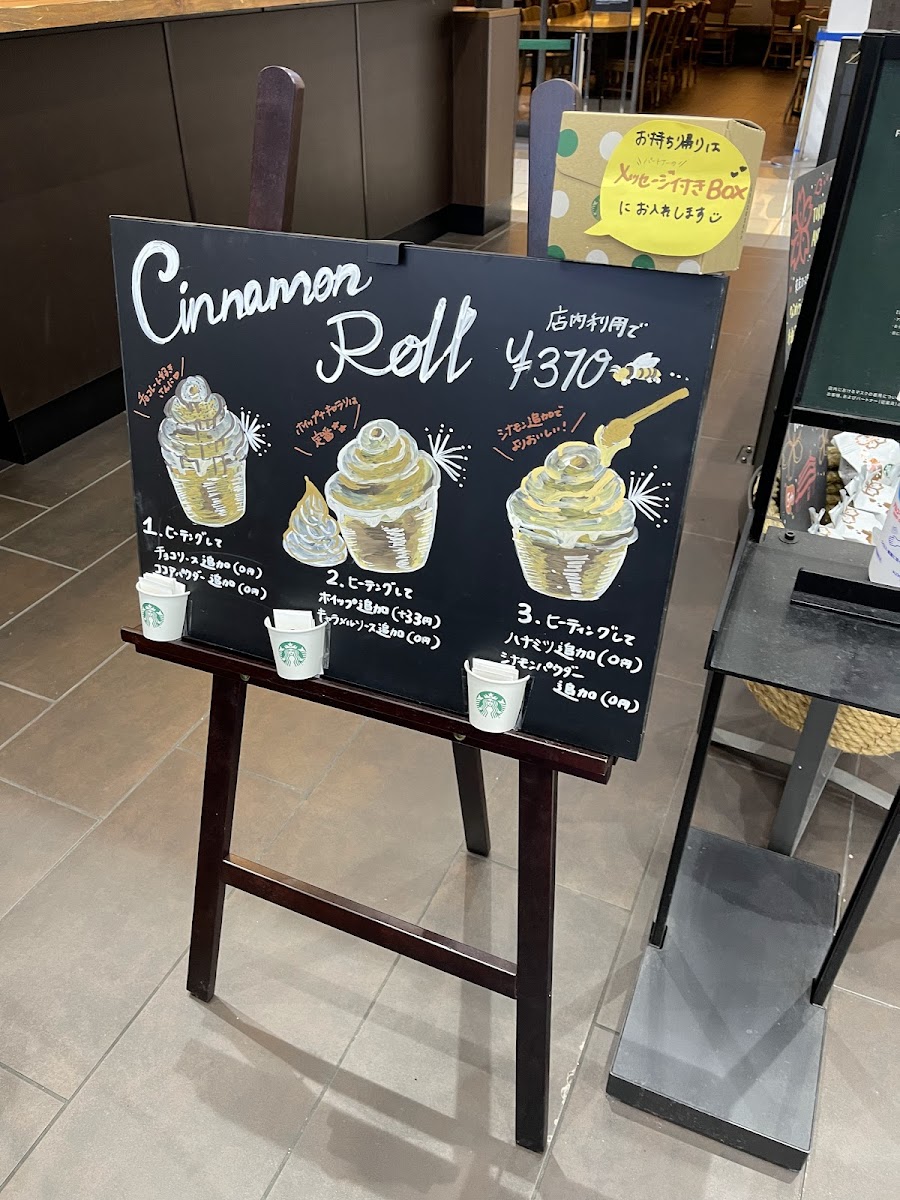 お持ち帰りは
メッセージ付きBOX
にお入れします
Cinnamon
Roll
店内利用で
¥370
チョコレート好き
さんに
ホイップ+キャラメルは
定番
シナモン追加で
よりおいしい!
1.ヒーティングして
チョコソース追加(0円)
ココアパウダー追加(0円)
2.ヒーティングして
ホイップ追加(+33円)
キャラメルソース追加(0円)
3.ヒーティングして
ハチミツ追加(0円)
シナモンパウダー
追加(0円)